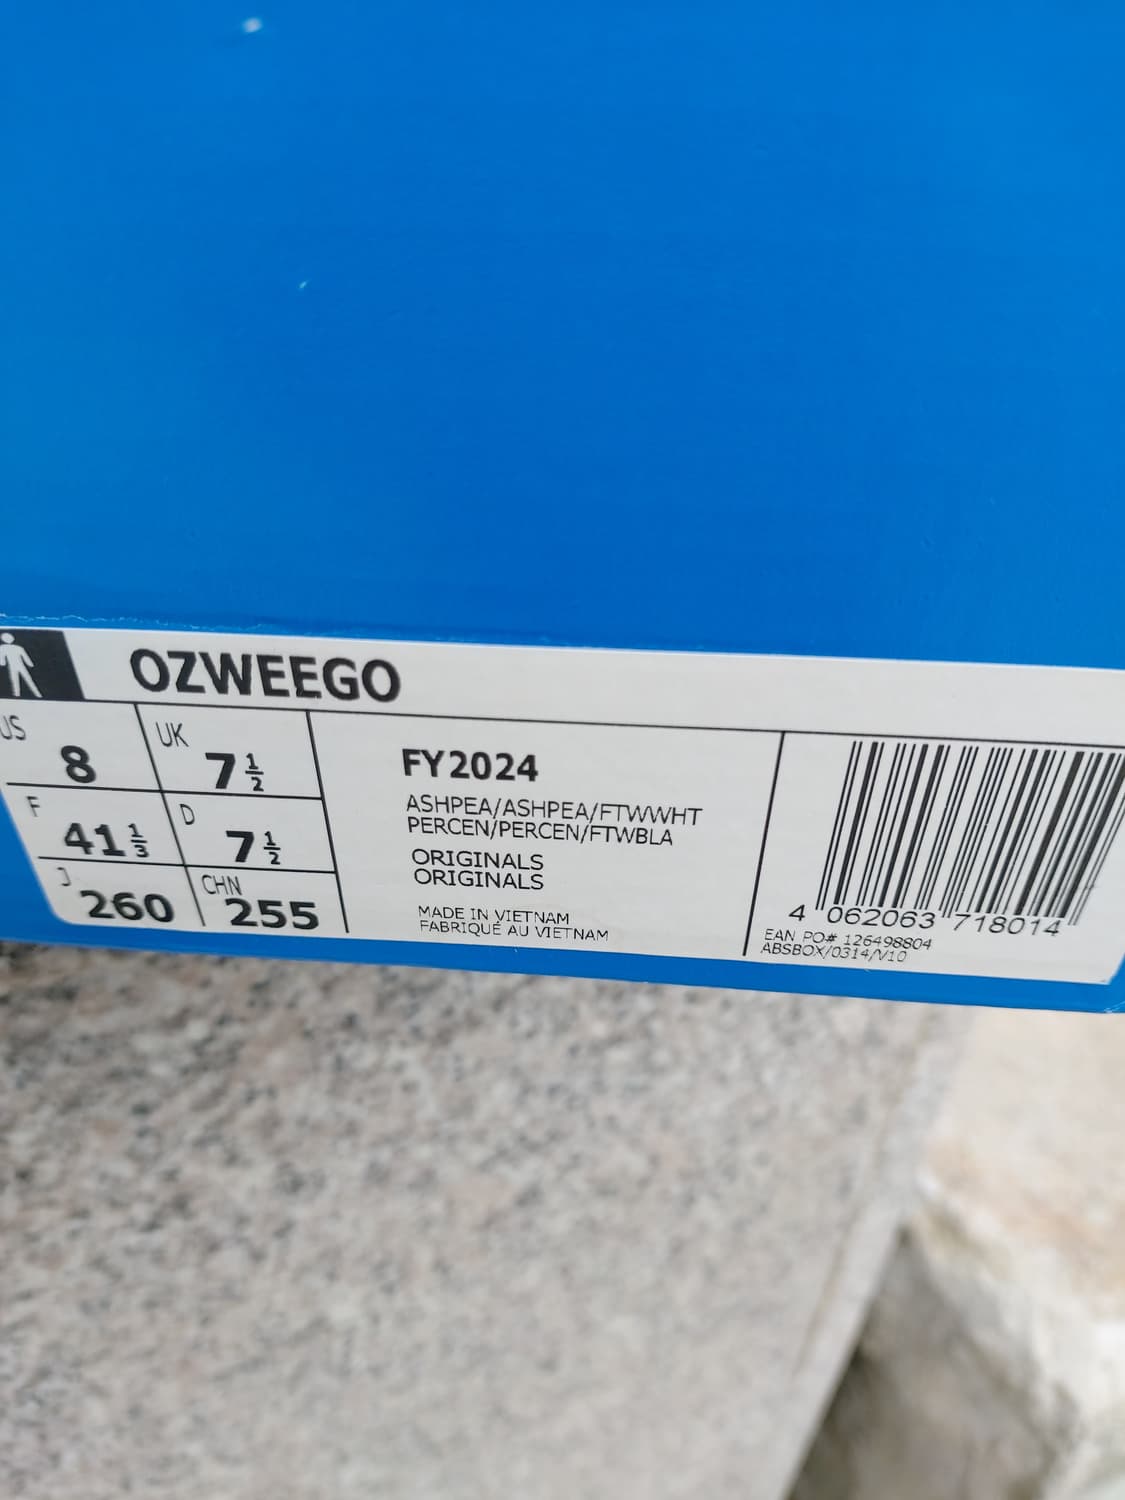 OZWEEGO
US 8
UK 7½
F 41⅓
D 7½
J 260
CHN 255
FY2024
ASHPEA/ASHPEA/FTWWHT
PERCEN/PERCEN/FTWBLA
ORIGINALS
ORIGINALS
MADE IN VIETNAM
FABRIQUÉ AU VIETNAM
4 062063 718014
EAN PO# 126498804
ABSBOX/0314/V10